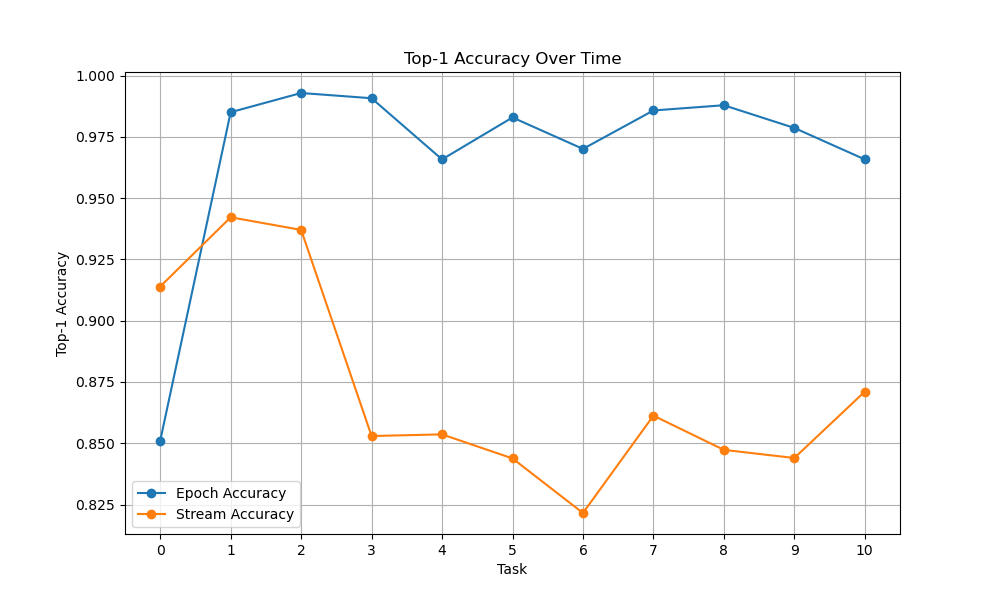 Top-1 Accuracy Over Time
Top-1 Accuracy
1.000
0.975
0.950
0.925
0.900
0.875
0.850
0.825
Epoch Accuracy
Stream Accuracy
0 1 2 3 4 5 6 7 8 9 10
Task